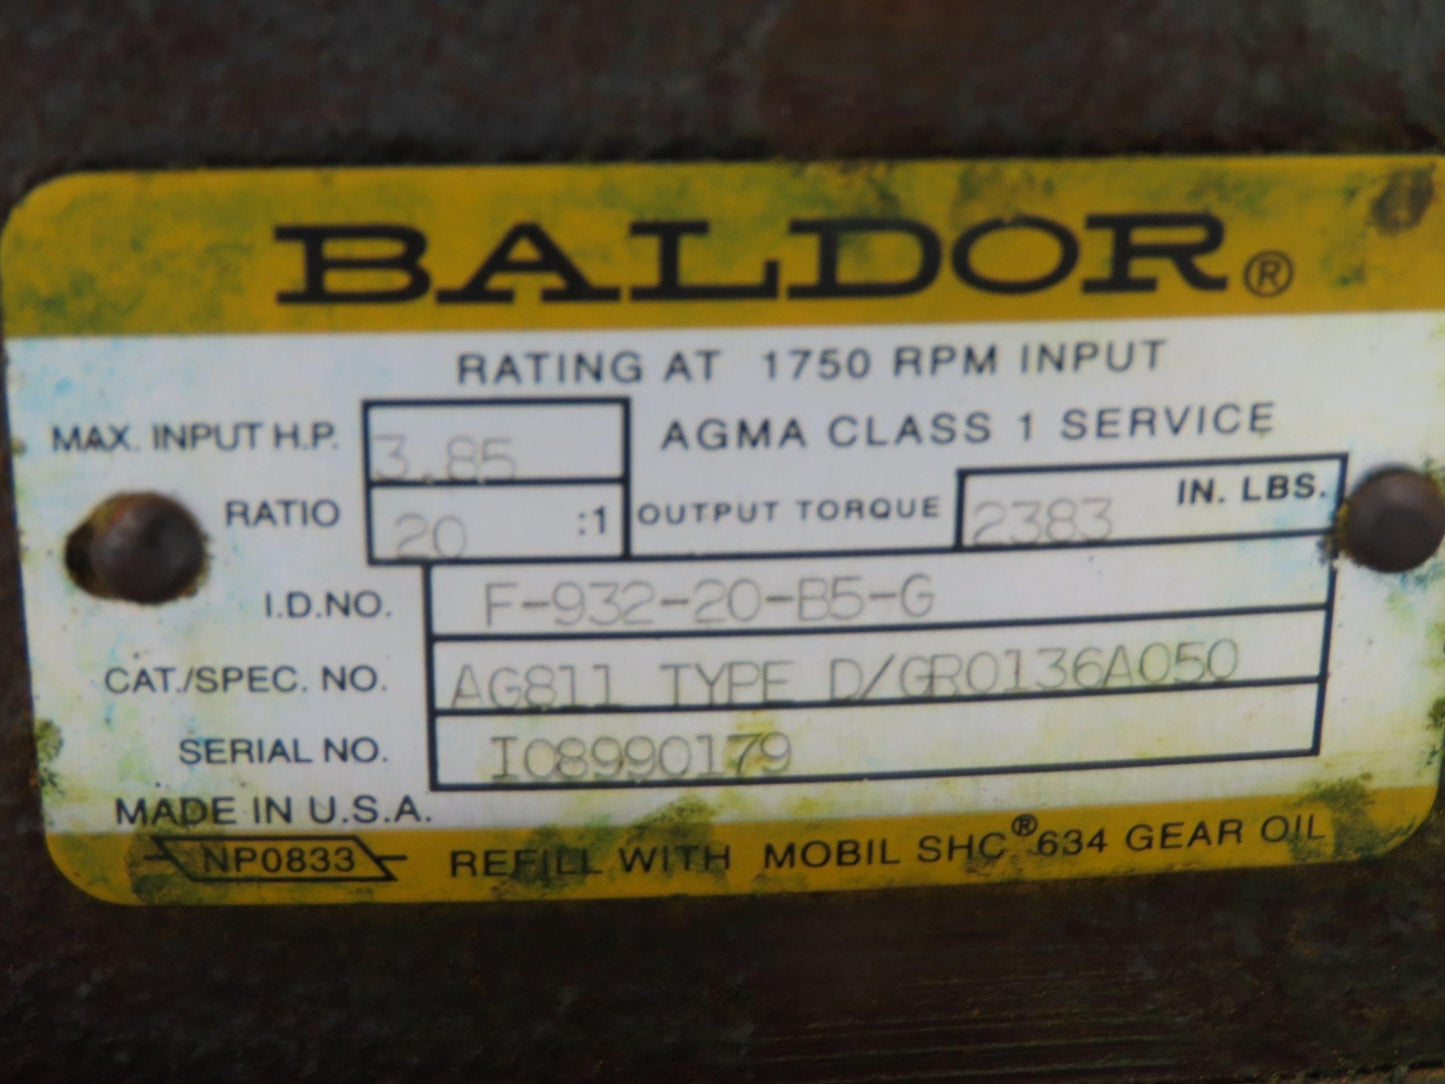 BALDOR®
RATING AT 1750 RPM INPUT
MAX. INPUT H.P. 3.85 AGMA CLASS 1 SERVICE
RATIO 20 :1 OUTPUT TORQUE 2383 IN. LBS.
I.D.NO. F-932-20-B5-G
CAT./SPEC. NO. AG811 TYPE D/GR0136A050
SERIAL NO. I08990179
MADE IN U.S.A.
NP0833 REFILL WITH MOBIL SHC® 634 GEAR OIL